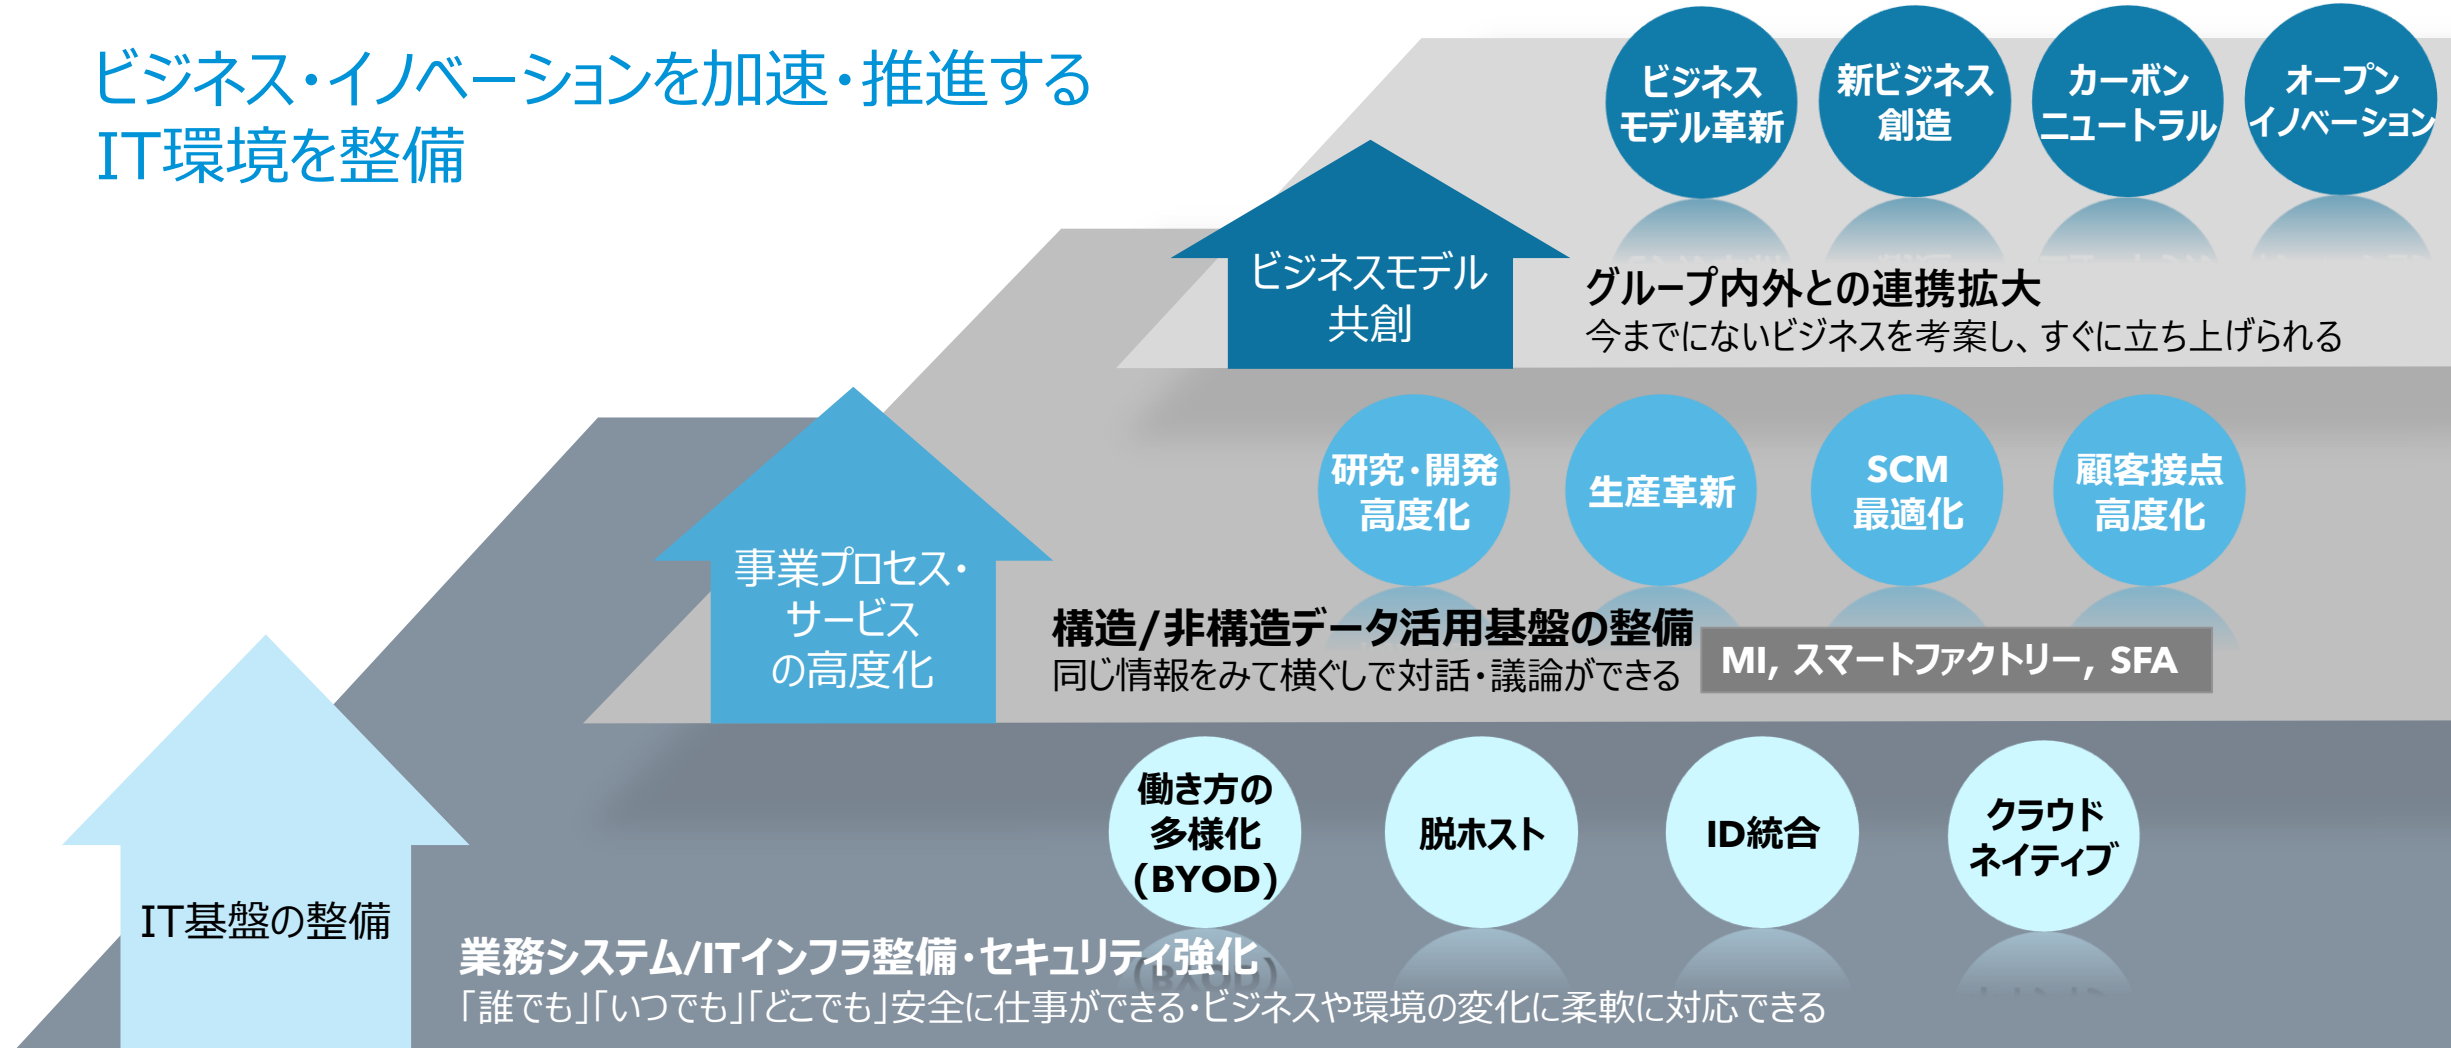 ビジネス・イノベーションを加速・推進する
IT環境を整備
ビジネス
モデル革新
新ビジネス
創造
カーボン
ニュートラル
オープン
イノベーション
ビジネスモデル
共創
グループ内外との連携拡大
今までにないビジネスを考案し、すぐに立ち上げられる
研究・開発
高度化
生産革新
SCM
最適化
顧客接点
高度化
事業プロセス・
サービス
の高度化
構造/非構造データ活用基盤の整備
同じ情報をみて横ぐしで対話・議論ができる
MI, スマートファクトリー, SFA
働き方の
多様化
(BYOD)
脱ホスト
ID統合
クラウド
ネイティブ
IT基盤の整備
業務システム/ITインフラ整備・セキュリティ強化
「誰でも」「いつでも」「どこでも」安全に仕事ができる・ビジネスや環境の変化に柔軟に対応できる